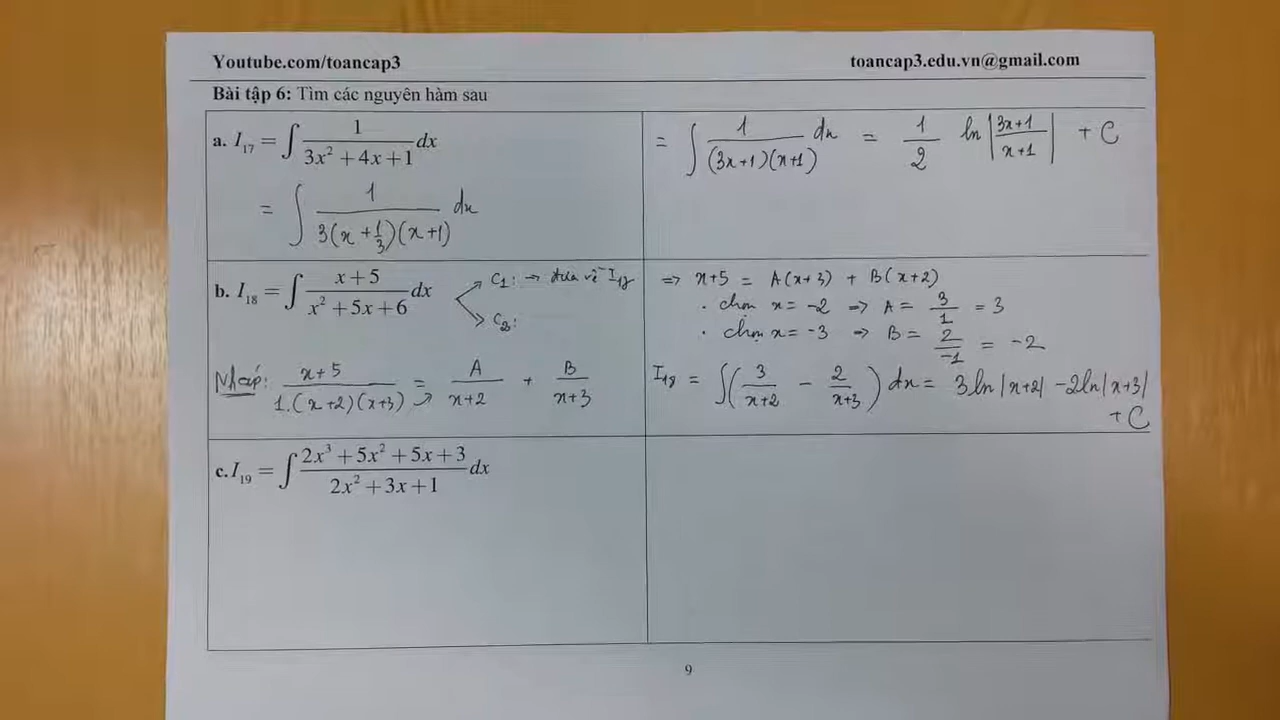 Youtube.com/toancap3 toancap3.edu.vn@gmail.com
Bài tập 6: Tìm các nguyên hàm sau
a. I₁₇ = ∫ 1/(3x² + 4x + 1) dx
= ∫ 1/(3(x + 1/3)(x+1)) dx
= ∫ 1/((3x+1)(x+1)) dx = 1/2 ln|(3x+1)/(x+1)| + C
b. I₁₈ = ∫ (x + 5)/(x² + 5x + 6) dx
C₁: → đưa về I₁₇
C₂:
Nháp: (x+5)/(1.(x+2)(x+3)) = A/(x+2) + B/(x+3)
⇒ x+5 = A(x+3) + B(x+2)
. chọn x = -2 ⇒ A = 3/1 = 3
. chọn x = -3 ⇒ B = 2/-1 = -2
I₁₈ = ∫(3/(x+2) - 2/(x+3)) dx = 3ln|x+2| - 2ln|x+3|
+ C
c. I₁₉ = ∫ (2x³ + 5x² + 5x + 3)/(2x² + 3x + 1) dx
9